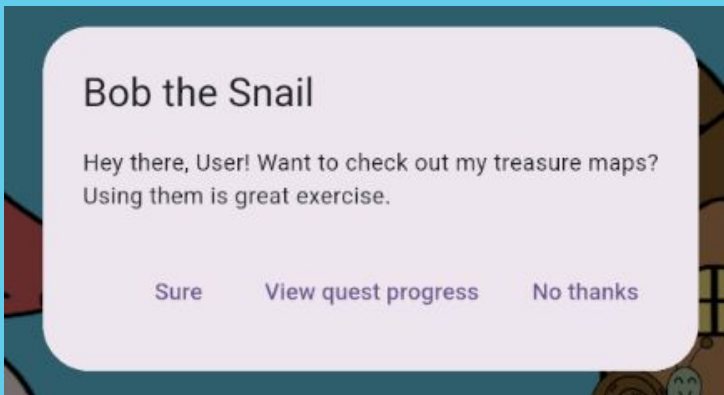 Bob the Snail
Hey there, User! Want to check out my treasure maps?
Using them is great exercise.
Sure View quest progress No thanks